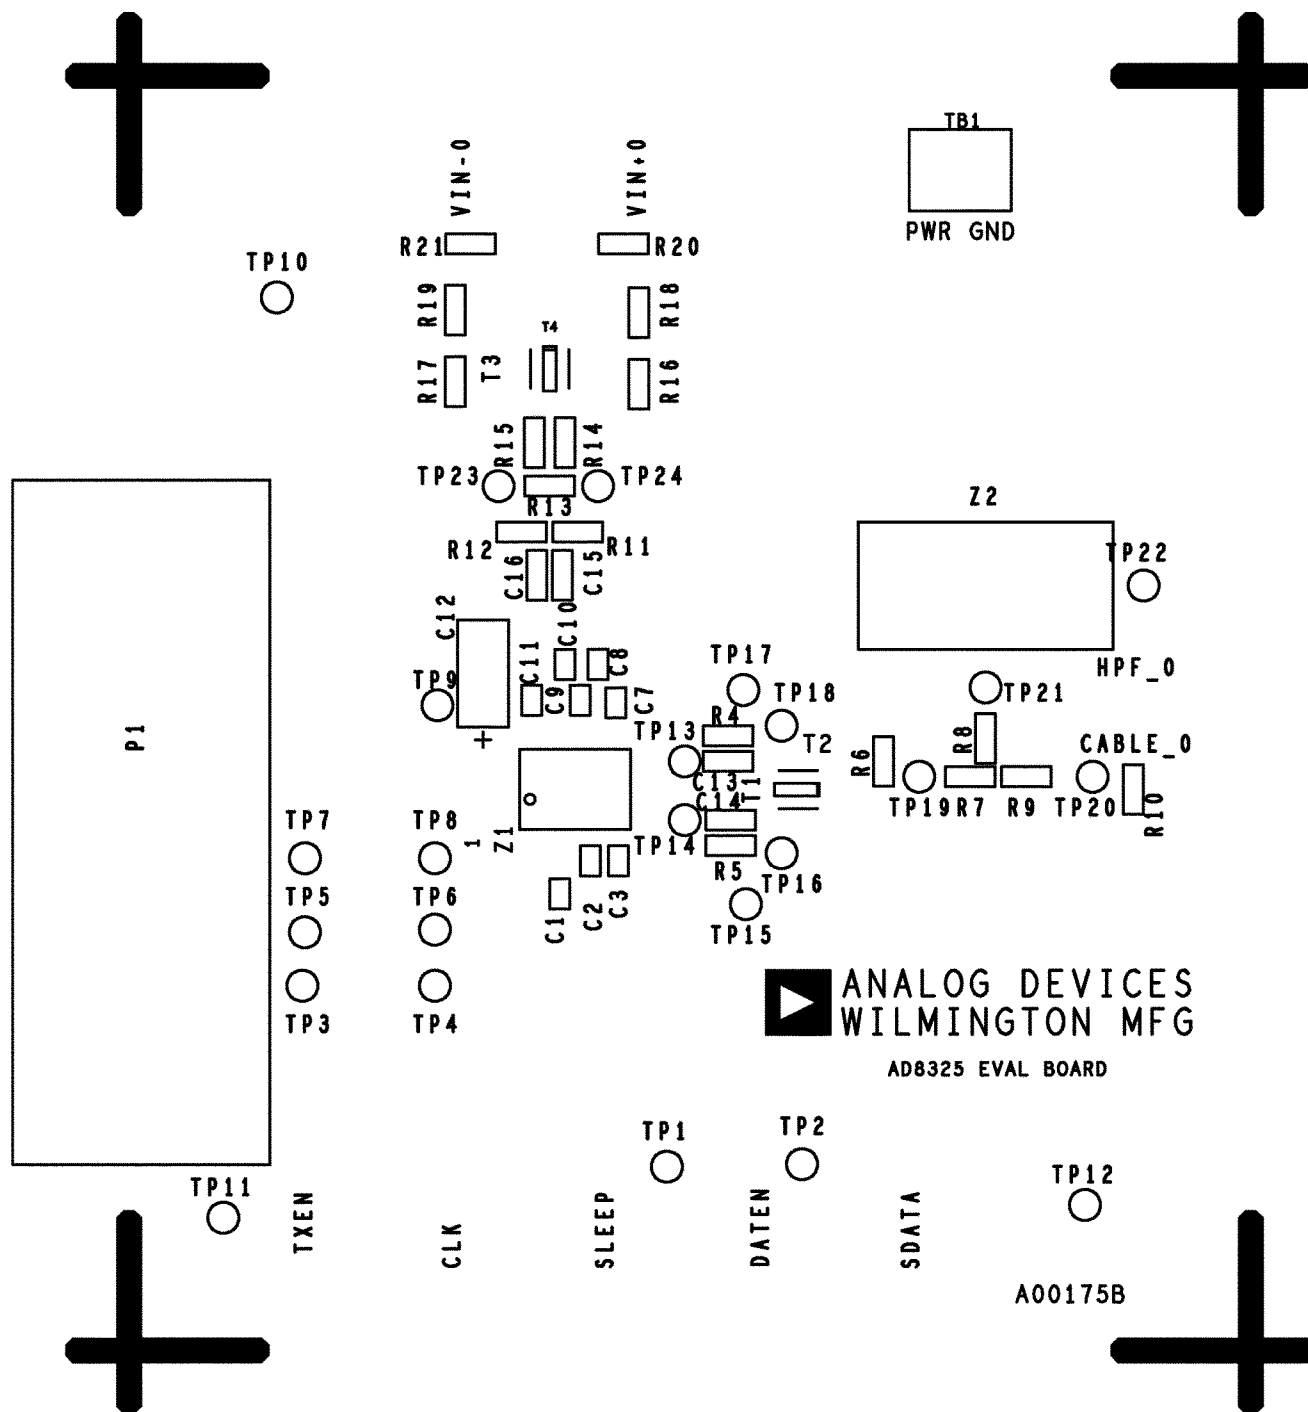 TB1
VIN-0
VIN+0
PWR GND
R21
R20
TP10
R19
R18
T4
T3
R17
R16
R15
R14
TP23
TP24
Z2
R13
R12
R11
TP22
C16
C15
C12
C10
C11
C8
TP17
HPF_0
TP9
C9
C7
TP18
TP21
R4
TP13
T2
R8
CABLE_0
P1
+
R6
C13
T1
C14
TP19
R7
R9
TP20
R10
TP7
TP8
1
Z1
TP14
R5
TP16
TP5
TP6
C1
C2
C3
TP15
ANALOG DEVICES
WILMINGTON MFG
TP3
TP4
AD8325 EVAL BOARD
TP1
TP2
TP12
TP11
TXEN
CLK
SLEEP
DATEN
SDATA
A00175B